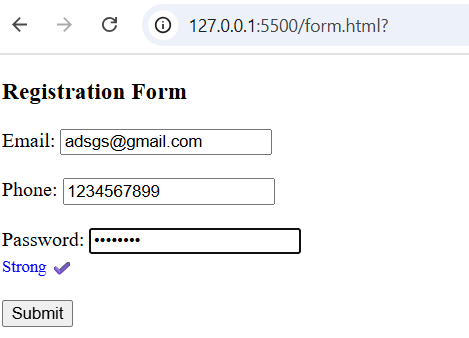 127.0.0.1:5500/form.html?
Registration Form
Email: adsgs@gmail.com
Phone: 1234567899
Password: ••••••••
Strong ✔
Submit